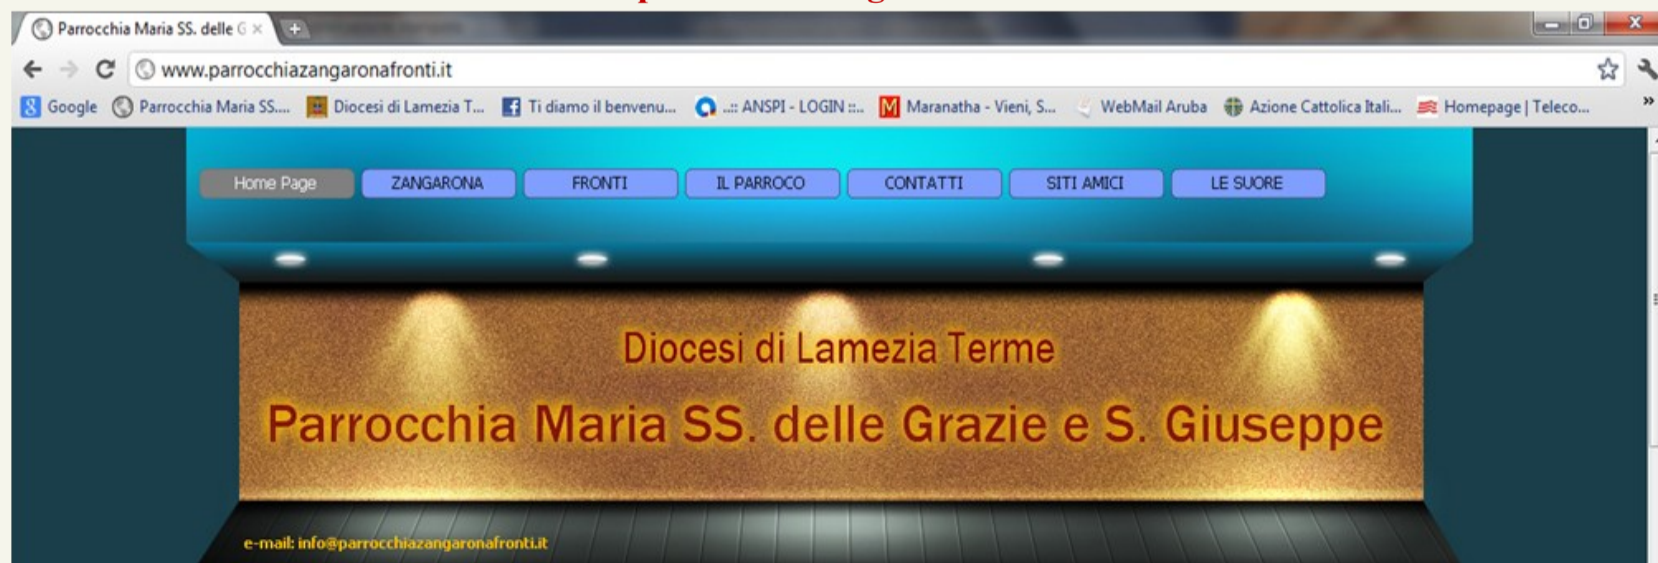 Parrocchia Maria SS. delle G
www.parrocchiazangaronafronti.it
Google Parrocchia Maria SS.... Diocesi di Lamezia T... Ti diamo il benvenu... ..:: ANSPI - LOGIN ::... Maranatha - Vieni, S... WebMail Aruba Azione Cattolica Itali... Homepage | Teleco... »
Home Page ZANGARONA FRONTI IL PARROCO CONTATTI SITI AMICI LE SUORE
Diocesi di Lamezia Terme
Parrocchia Maria SS. delle Grazie e S. Giuseppe
e-mail: info@parrocchiazangaronafronti.it